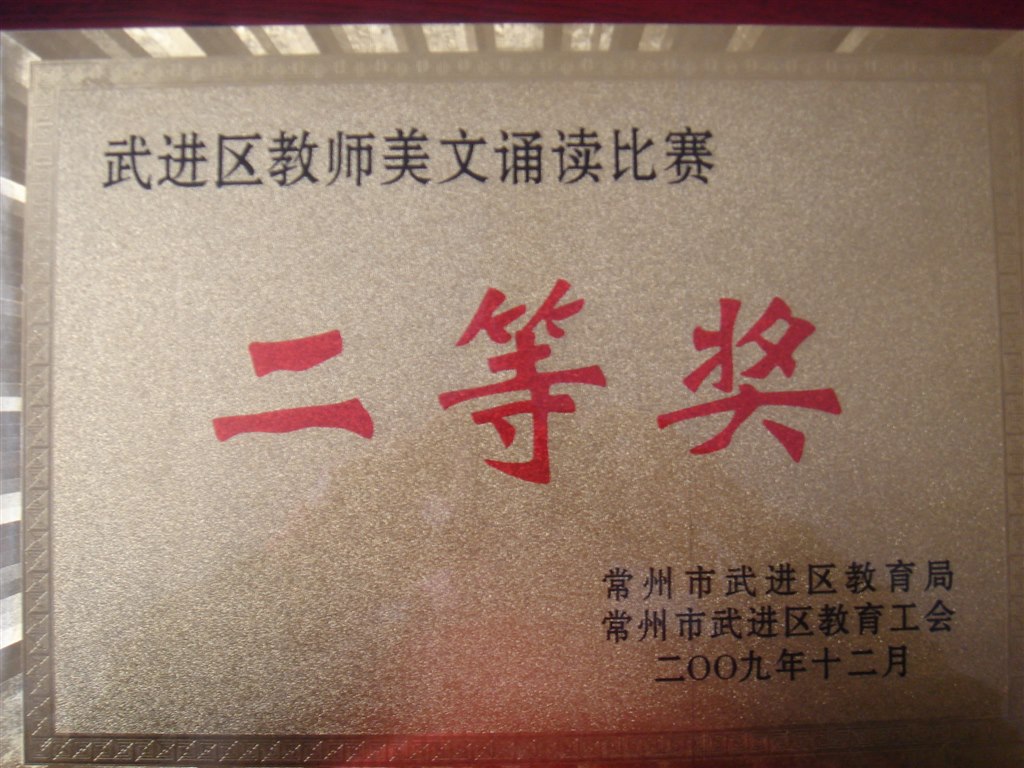 武进区教师美文诵读比赛
二等奖
常州市武进区教育局
常州市武进区教育工会
二OO九年十二月